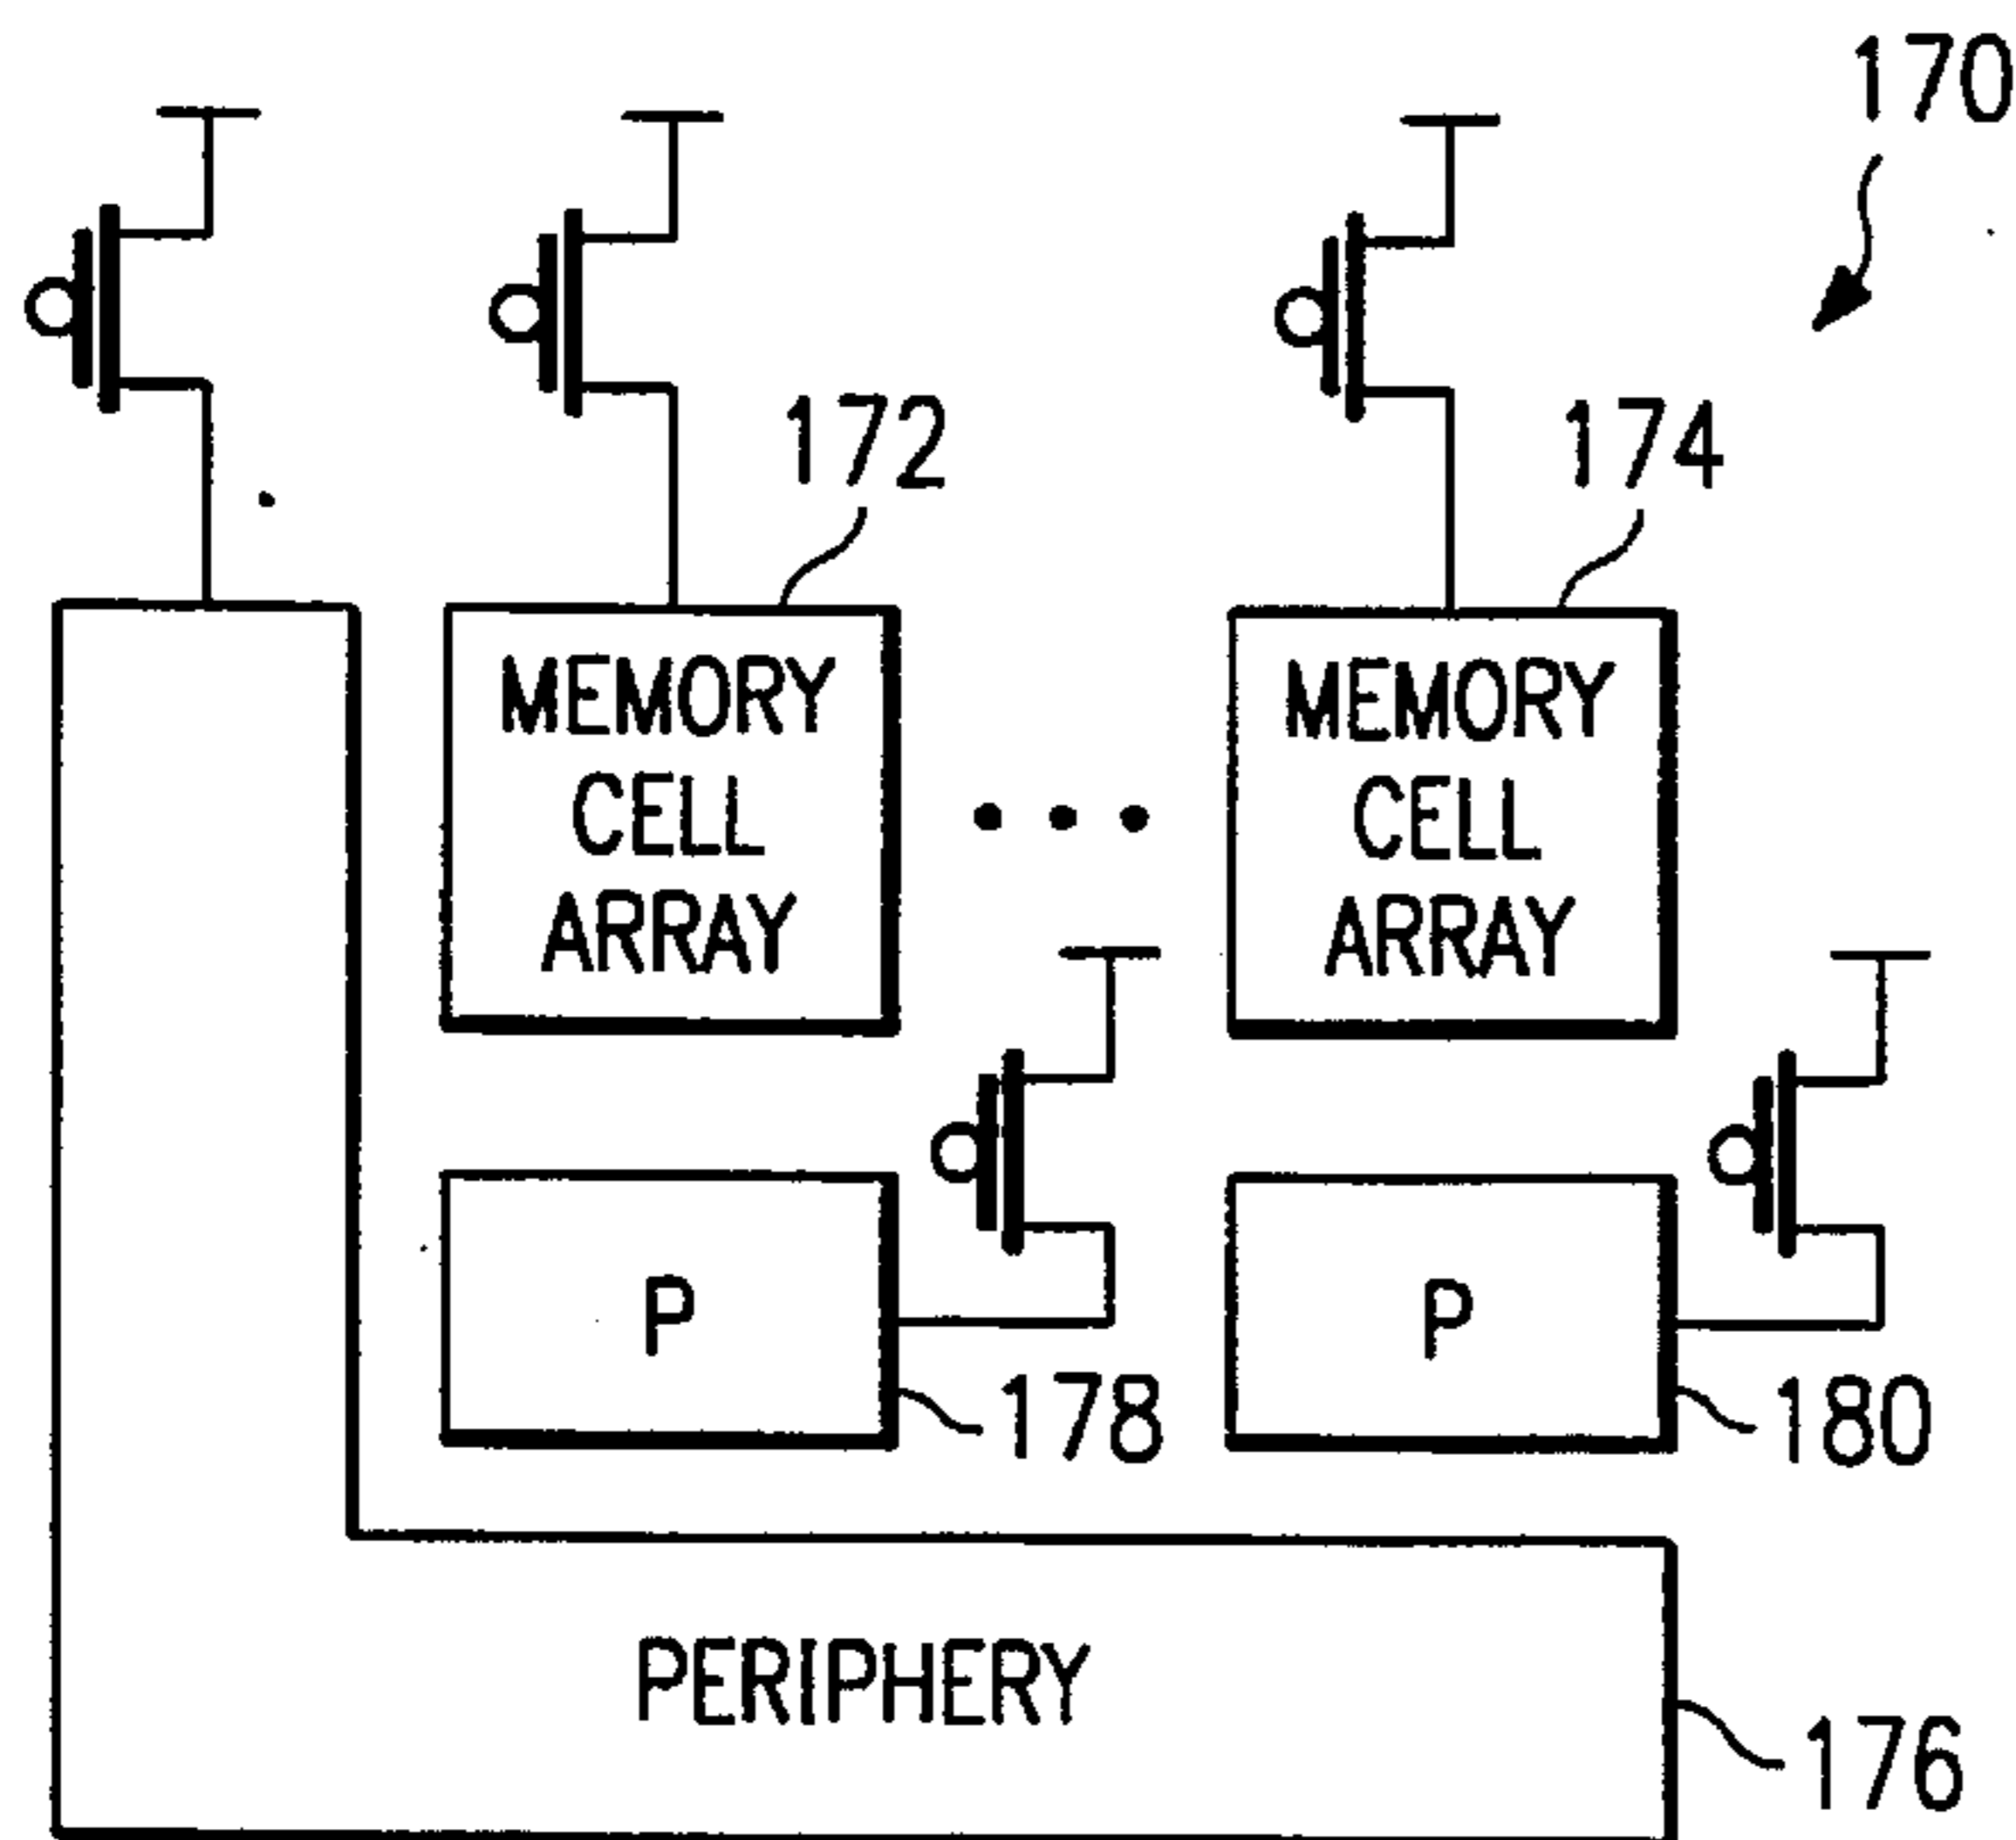 170
172
174
MEMORY
CELL
ARRAY
MEMORY
CELL
ARRAY
P
P
178
180
PERIPHERY
176